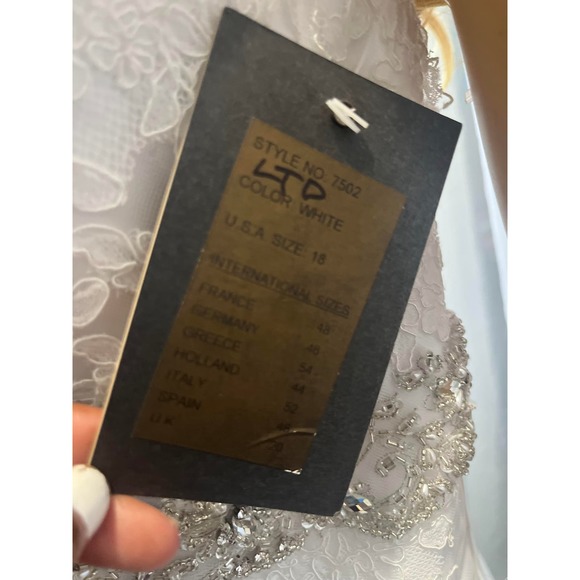 STYLE NO. 7502
LTD
COLOR WHITE
U.S.A. SIZE: 18
INTERNATIONAL SIZES
FRANCE 48
GERMANY 46
GREECE 54
HOLLAND 44
ITALY 52
SPAIN
U.K.